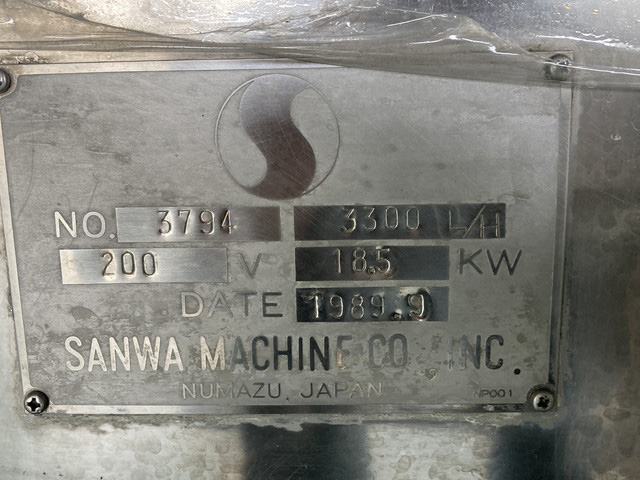 NO. 3794 3300 L/H
200 V 18.5 KW
DATE 1989.9
SANWA MACHINE CO.,INC.
NUMAZU, JAPAN NP001